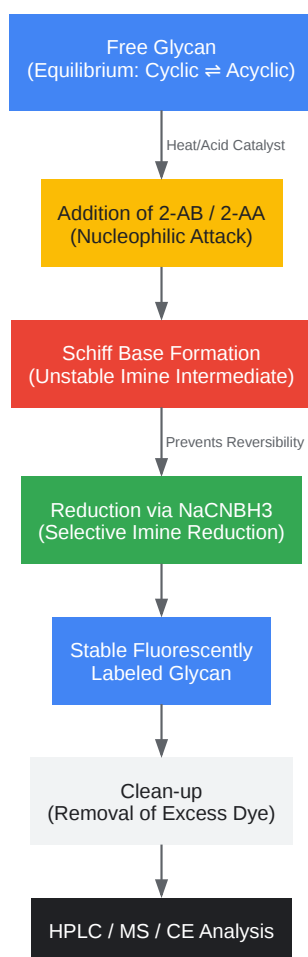 Free Glycan
(Equilibrium: Cyclic ⇌ Acyclic)
Heat/Acid Catalyst
Addition of 2-AB / 2-AA
(Nucleophilic Attack)
Schiff Base Formation
(Unstable Imine Intermediate)
Prevents Reversibility
Reduction via NaCNBH3
(Selective Imine Reduction)
Stable Fluorescently
Labeled Glycan
Clean-up
(Removal of Excess Dye)
HPLC / MS / CE Analysis